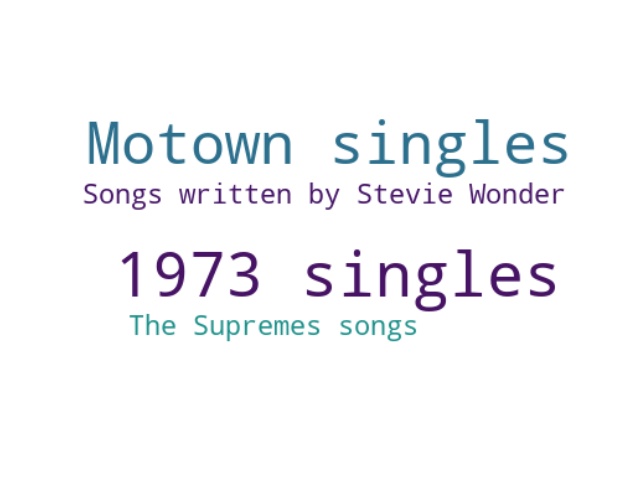 Motown singles
Songs written by Stevie Wonder
1973 singles
The Supremes songs